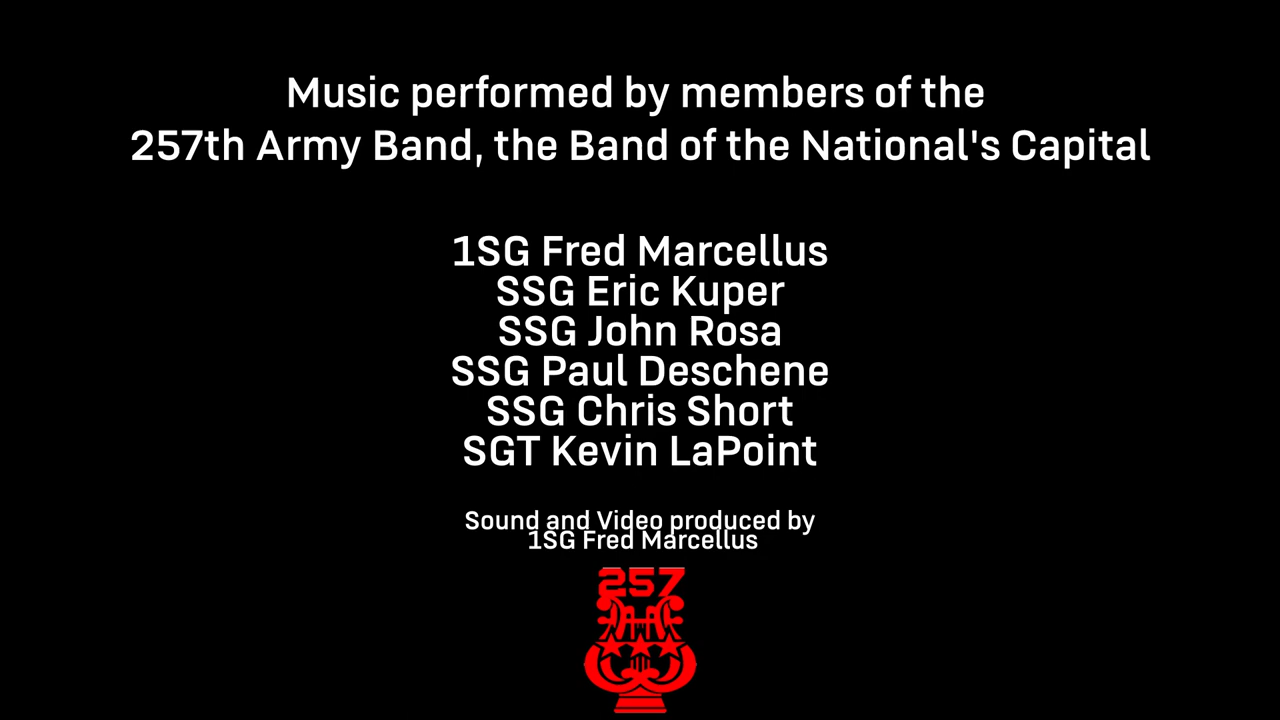 Music performed by members of the
257th Army Band, the Band of the National's Capital
1SG Fred Marcellus
SSG Eric Kuper
SSG John Rosa
SSG Paul Deschene
SSG Chris Short
SGT Kevin LaPoint
Sound and Video produced by
1SG Fred Marcellus
257